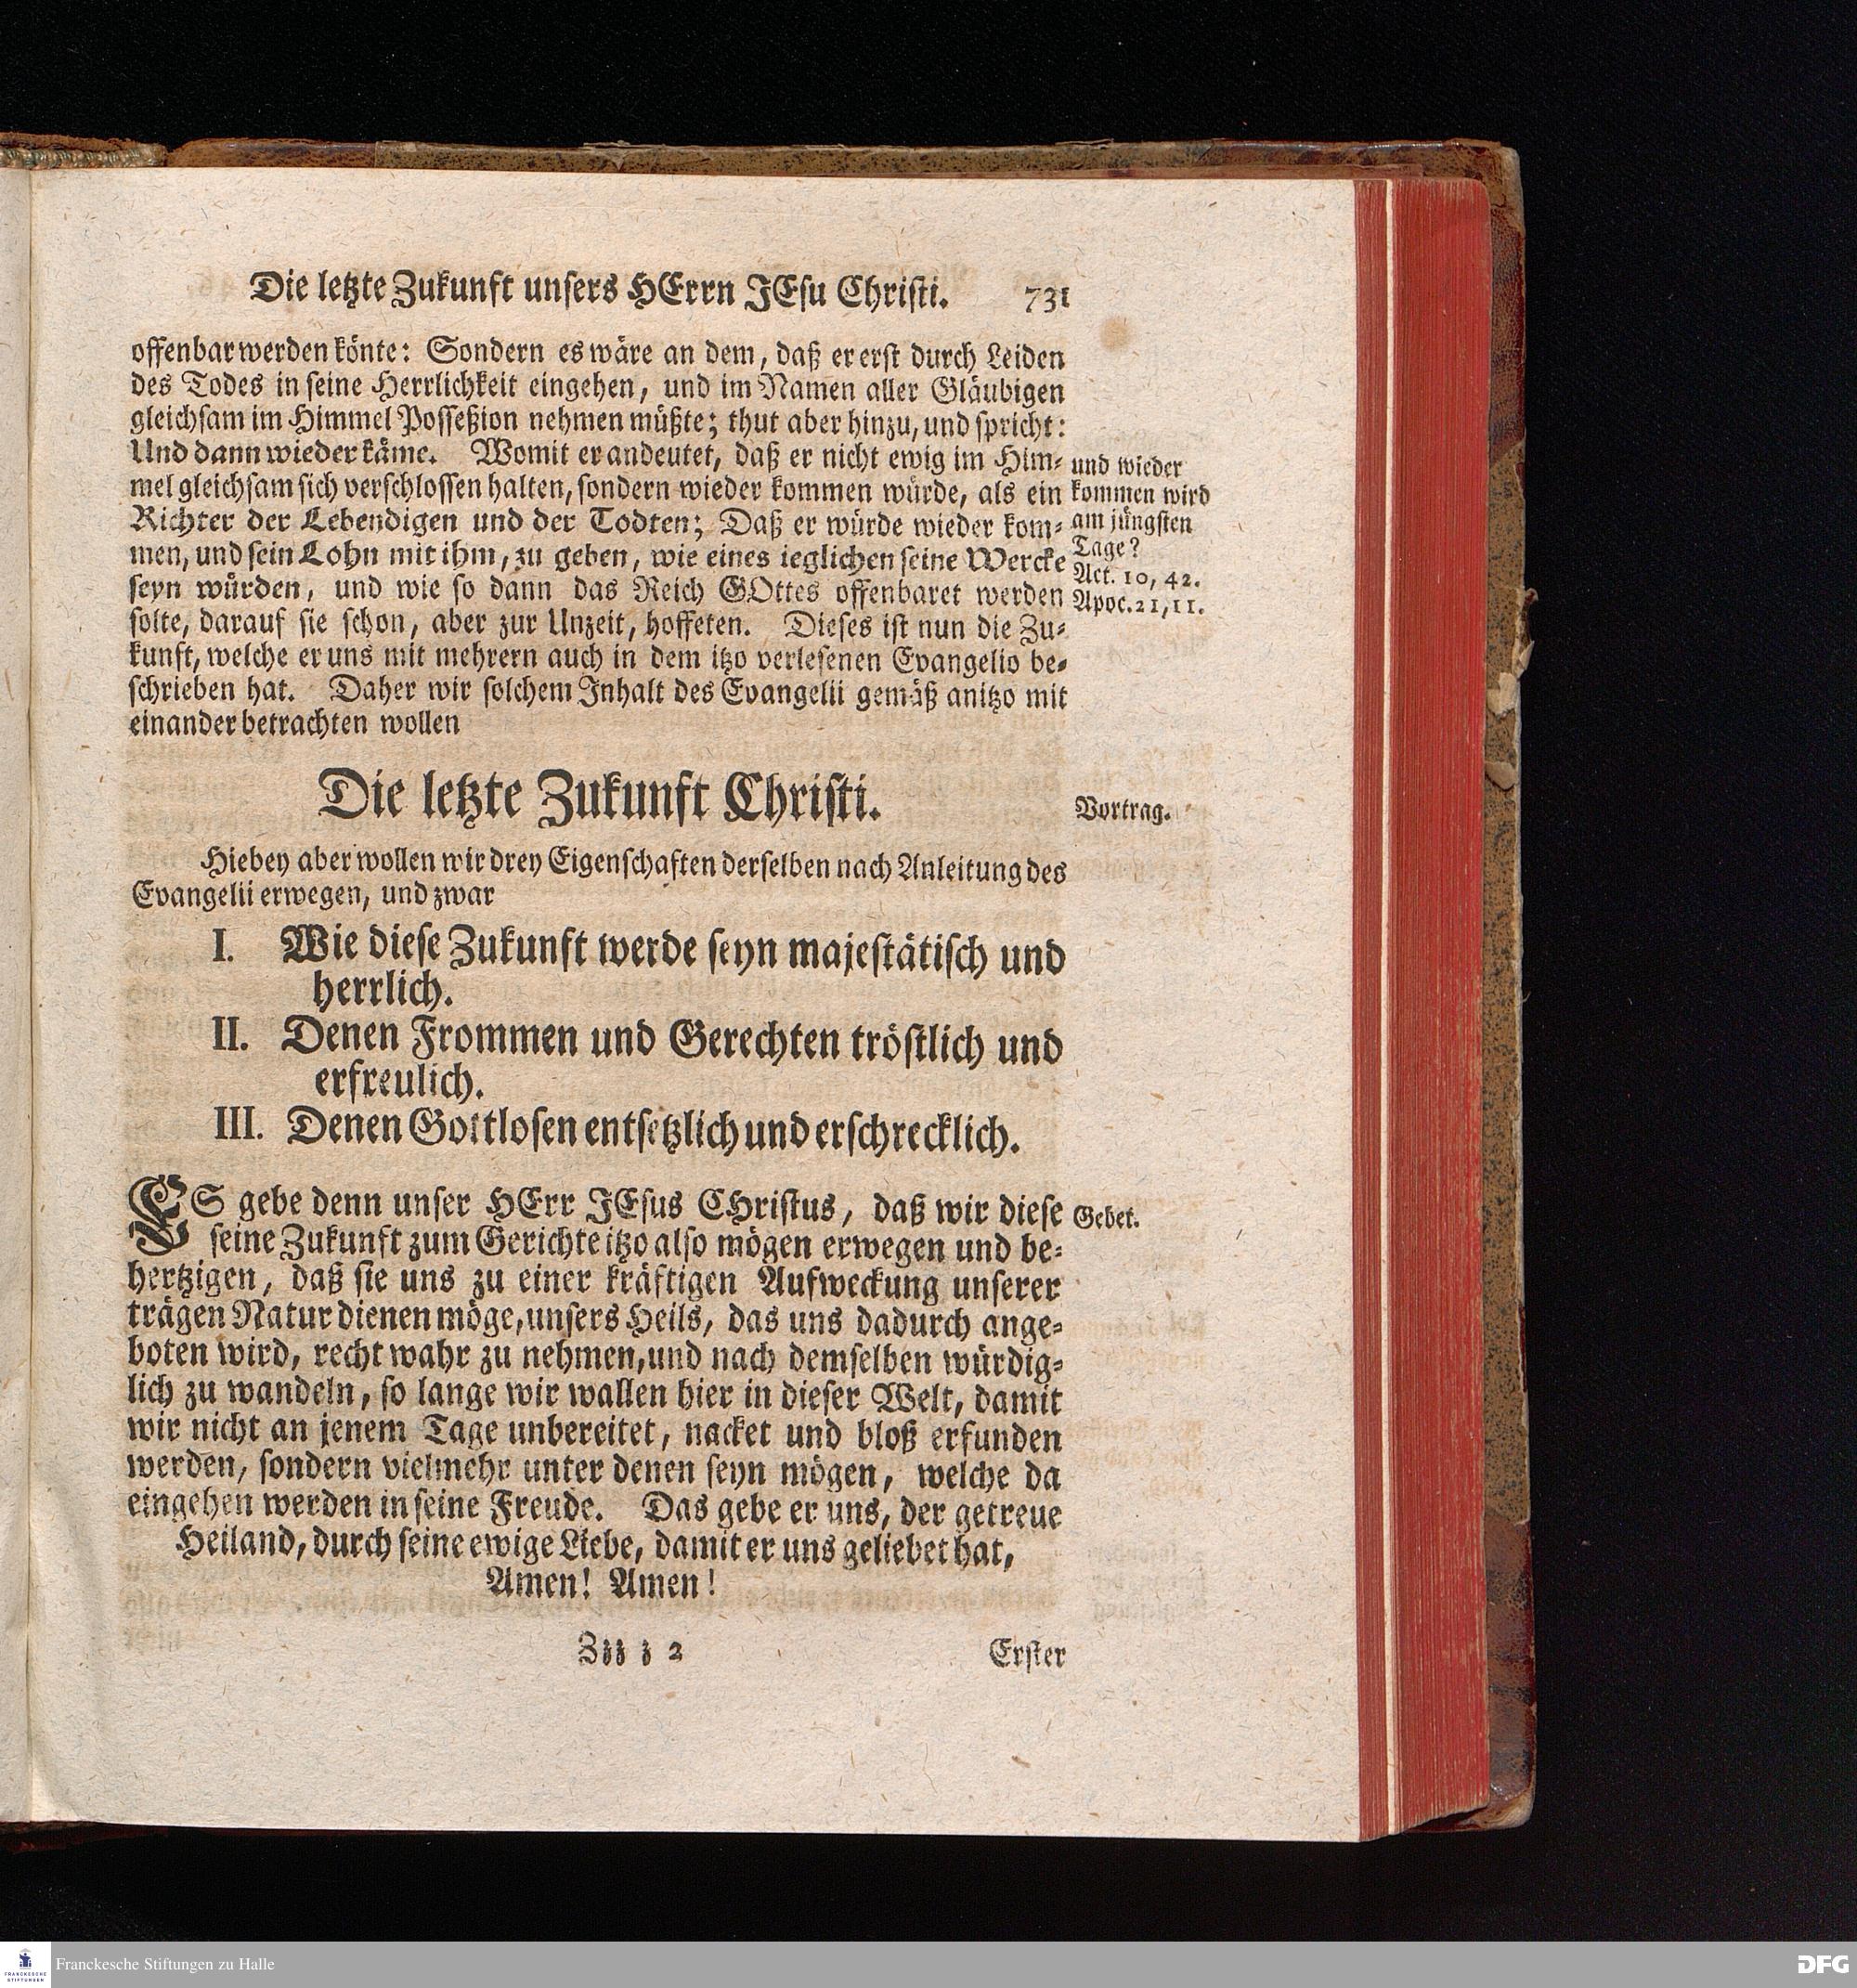 Die letzte Zukunft unsers HErrn JEsu Christi. 731
offenbar werden könte: Sondern es wäre an dem, daß er erst durch Leiden
des Todes in seine Herrlichkeit eingehen, und im Namen aller Gläubigen
gleichsam im Himmel Posseßion nehmen müßte; thut aber hinzu, und spricht:
Und dann wieder käme. Womit er andeutet, daß er nicht ewig im Him-
mel gleichsam sich verschlossen halten, sondern wieder kommen würde, als ein
Richter der Lebendigen und der Todten; Daß er würde wieder kom-
men, und sein Lohn mit ihm, zu geben, wie eines ieglichen seine Wercke
seyn würden, und wie so dann das Reich GOttes offenbaret werden
solte, darauf sie schon, aber zur Unzeit, hoffeten. Dieses ist nun die Zu-
kunft, welche er uns mit mehrern auch in dem itzo verlesenen Evangelio be-
schrieben hat. Daher wir solchem Inhalt des Evangelii gemäß anitzo mit
einander betrachten wollen
und wieder
kommen wird
am jüngsten
Tage?
Act. 10, 42.
Apoc. 21, 11.
Die letzte Zukunft Christi.
Vortrag.
Hiebey aber wollen wir drey Eigenschaften derselben nach Anleitung des
Evangelii erwegen, und zwar
I. Wie diese Zukunft werde seyn majestätisch und
herrlich.
II. Denen Frommen und Gerechten tröstlich und
erfreulich.
III. Denen Gottlosen entsetzlich und erschrecklich.
ES gebe denn unser HErr JEsus CHristus, daß wir diese
Gebet.
seine Zukunft zum Gerichte itzo also mögen erwegen und be-
hertzigen, daß sie uns zu einer kräftigen Aufweckung unserer
trägen Natur dienen möge, unsers Heils, das uns dadurch ange-
boten wird, recht wahr zu nehmen, und nach demselben würdig-
lich zu wandeln, so lange wir wallen hier in dieser Welt, damit
wir nicht an jenem Tage unbereitet, nacket und bloß erfunden
werden, sondern vielmehr unter denen seyn mögen, welche da
eingehen werden in seine Freude. Das gebe er uns, der getreue
Heiland, durch seine ewige Liebe, damit er uns geliebet hat,
Amen! Amen!
Zzz z 2 Erster
FRANCKESCHE
STIFTUNGEN
Franckesche Stiftungen zu Halle
DFG